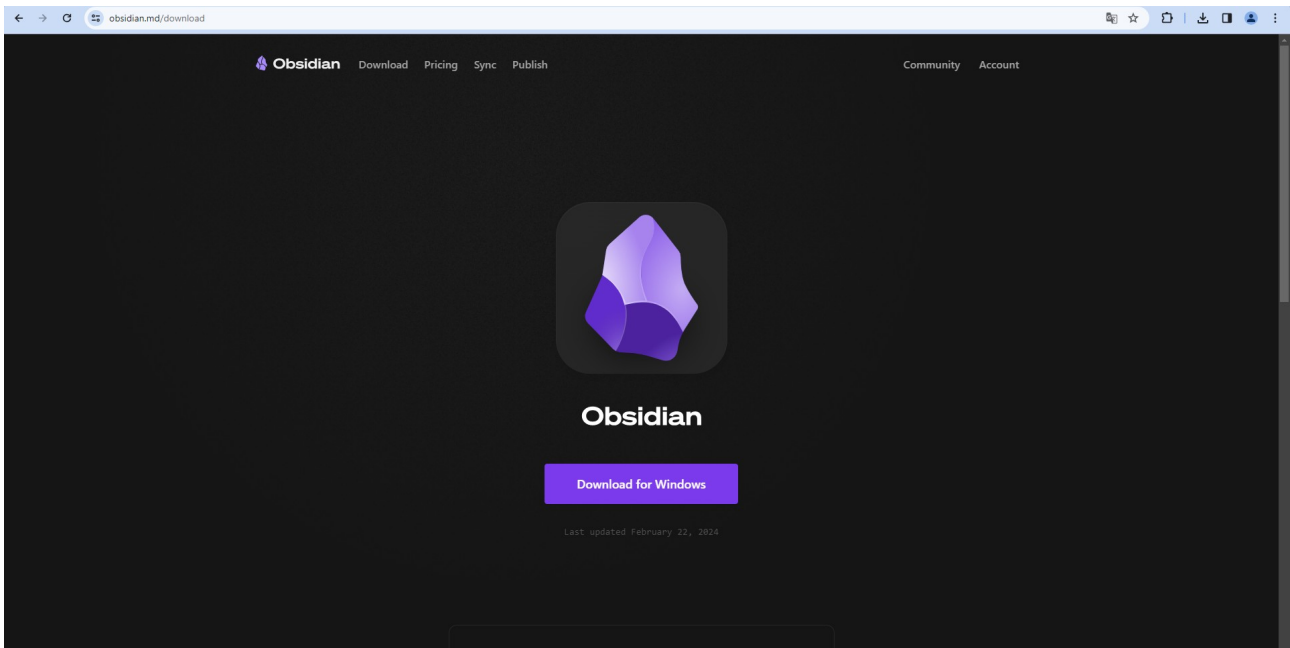 obsidian.md/download
Obsidian Download Pricing Sync Publish Community Account
Obsidian
Download for Windows
Last updated February 22, 2024